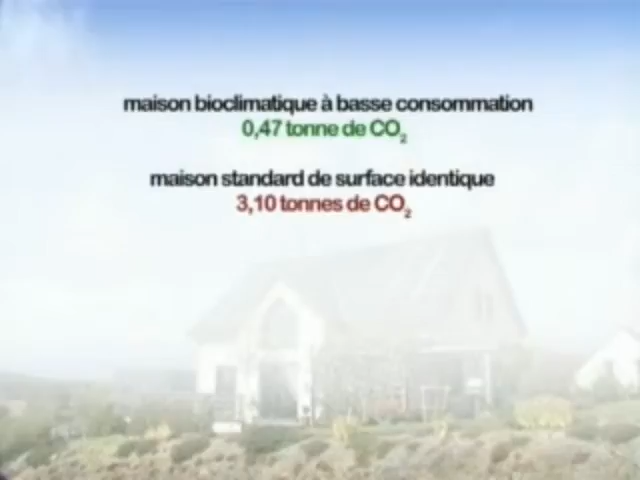 maison bioclimatique à basse consommation
0,47 tonne de CO₂
maison standard de surface identique
3,10 tonnes de CO₂